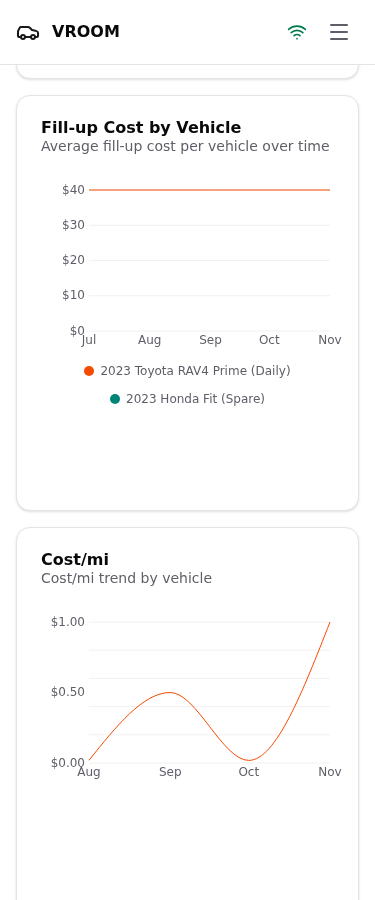 VROOM
Fill-up Cost by Vehicle
Average fill-up cost per vehicle over time
$40
$30
$20
$10
$0
Jul Aug Sep Oct Nov
2023 Toyota RAV4 Prime (Daily)
2023 Honda Fit (Spare)
Cost/mi
Cost/mi trend by vehicle
$1.00
$0.50
$0.00
Aug Sep Oct Nov